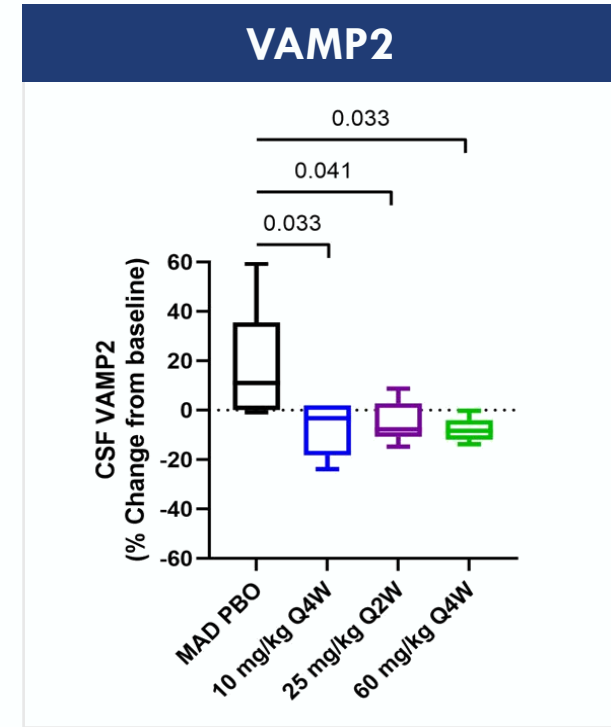 VAMP2
0.033
0.041
0.033
CSF VAMP2
(% Change from baseline)
60
40
20
0
-20
-40
-60
MAD PBO
10 mg/kg Q4W
25 mg/kg Q2W
60 mg/kg Q4W